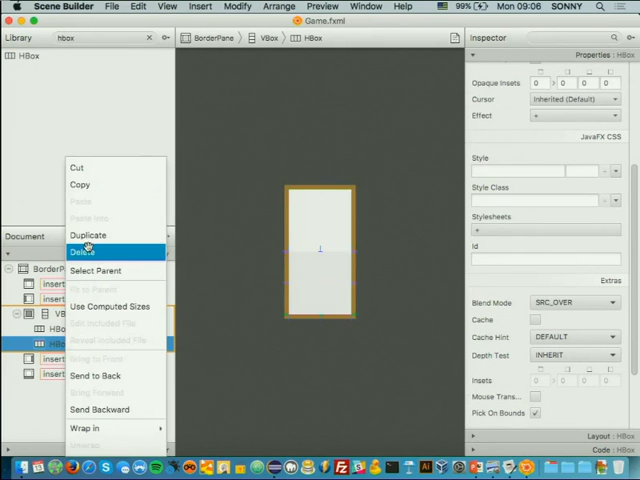 Scene Builder File Edit View Insert Modify Arrange Preview Window Help 99% Mon 09:06 SONNY
Game.fxml
Library hbox
BorderPane VBox HBox
Inspector
HBox
Properties : HBox
Opaque Insets 0 0 0 0
Cursor Inherited (Default)
Effect +
JavaFX CSS
Style
Style Class
Stylesheets
+
Id
Extras
Blend Mode SRC_OVER
Cache
Cache Hint DEFAULT
Depth Test INHERIT
Insets 0 0 0 0
Mouse Trans...
Pick On Bounds
Layout : HBox
Code : HBox
Document
BorderP
insert
insert
VB
HBo
HBo
insert
insert
Cut
Copy
Paste
Paste Into
Duplicate
Delete
Select Parent
Fit to Parent
Use Computed Sizes
Edit Included File
Reveal Included File
Bring to Front
Send to Back
Bring Forward
Send Backward
Wrap in
Unwrap